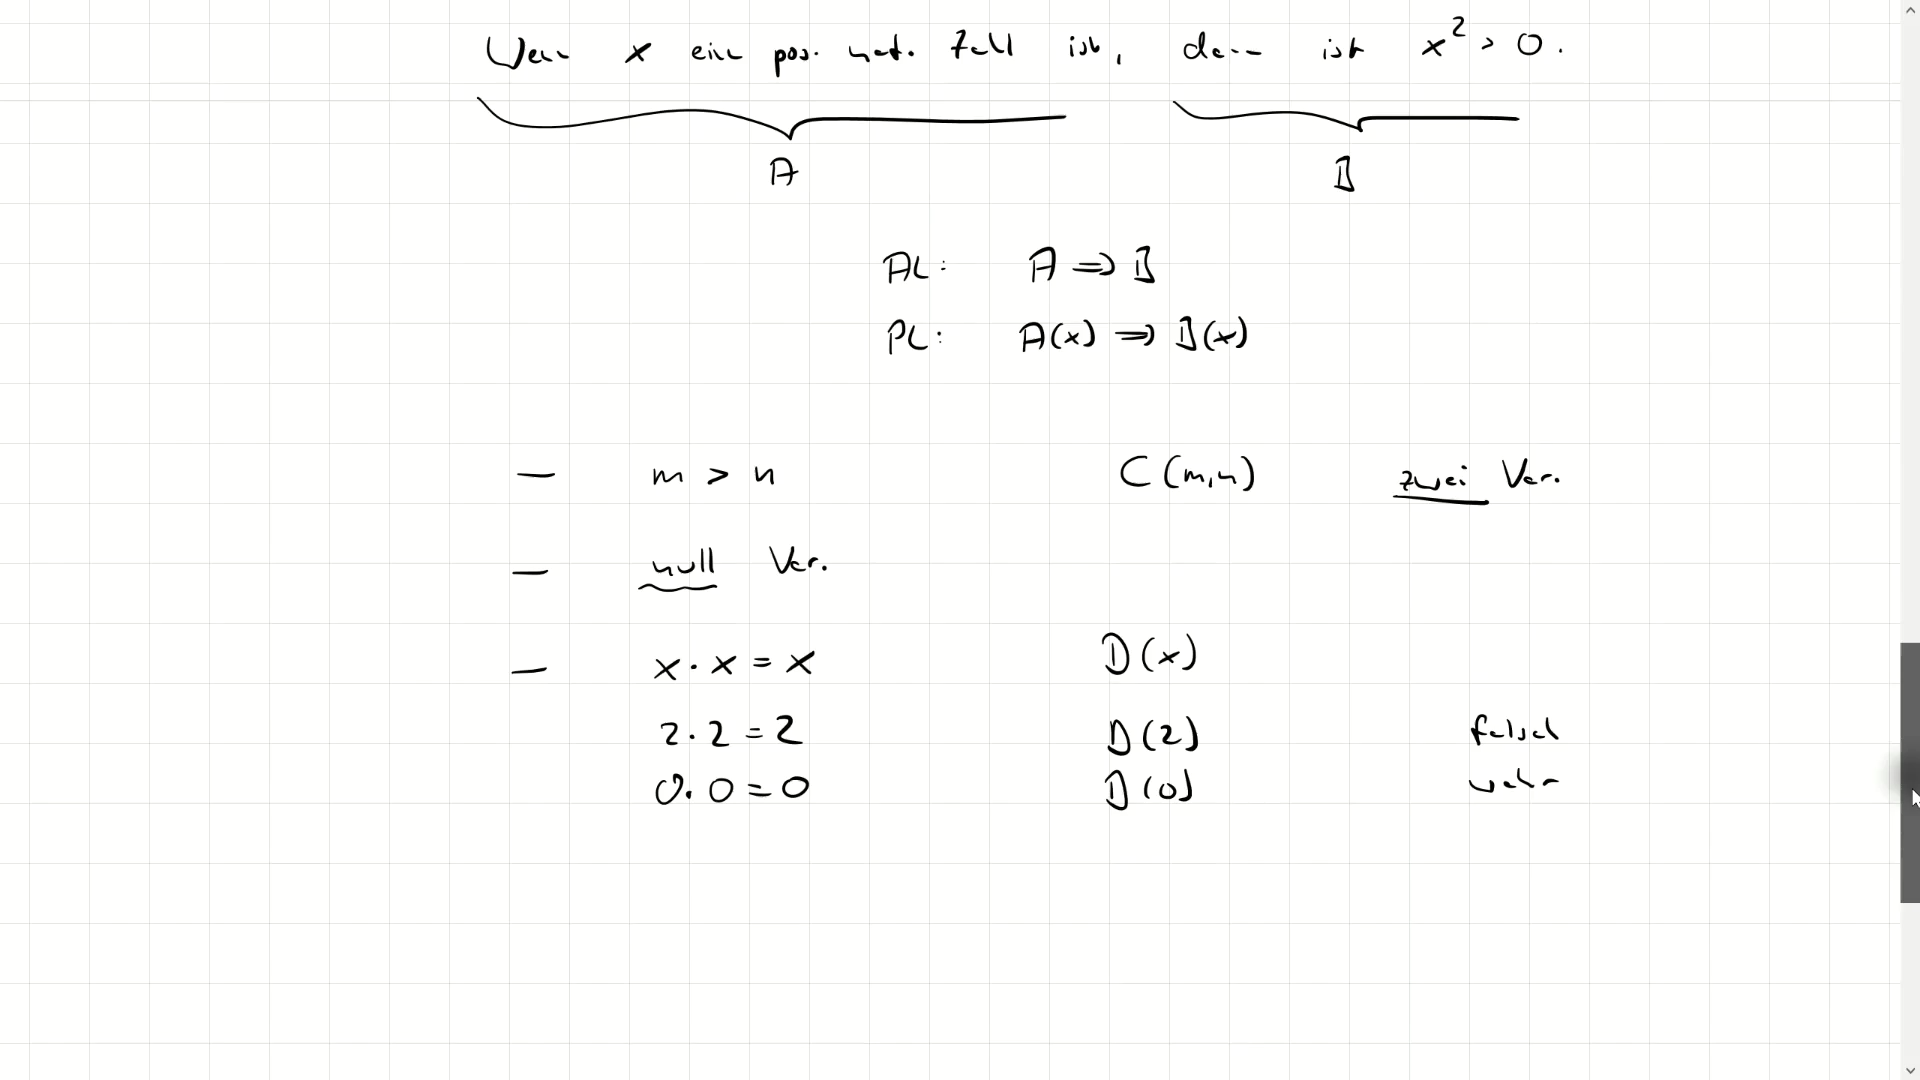 Wenn x eine pos. nat. Zahl ist, dann ist x² > 0.
A B
AL: A ⇒ B
PL: A(x) ⇒ B(x)
— m > n C(m,n) zwei Var.
— null Var.
— x · x = x D(x)
2 · 2 = 2 D(2) falsch
0 · 0 = 0 D(0) wahr